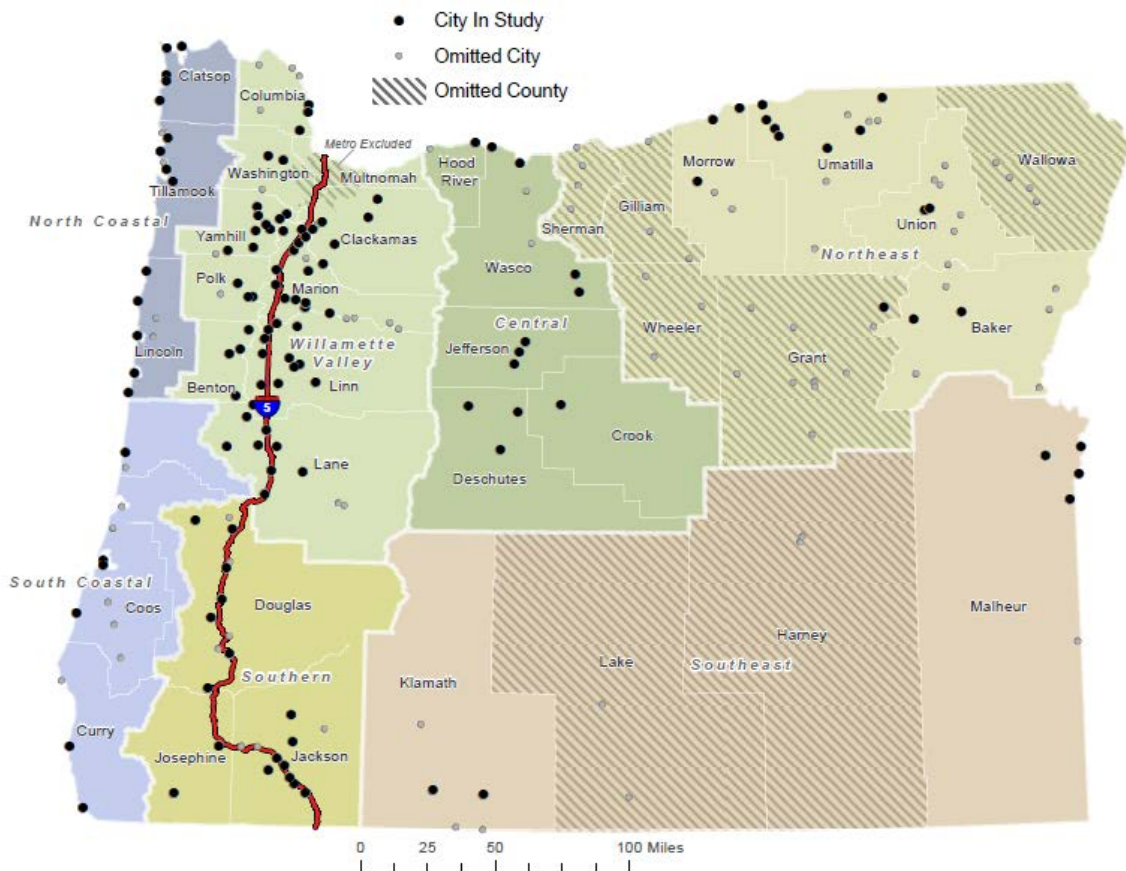 City In Study
Omitted City
Omitted County
Clatsop
Columbia
Metro Excluded
Washington
Multnomah
Hood
River
Morrow
Umatilla
Wallowa
Tillamook
North Coastal
Gilliam
Sherman
Union
Yamhill
Clackamas
Northeast
Wasco
Polk
Marion
Central
Wheeler
Baker
Lincoln
Willamette
Valley
Jefferson
Grant
Benton
Linn
5
Crook
Lane
Deschutes
South Coastal
Coos
Douglas
Malheur
Harney
Lake
Southeast
Southern
Klamath
Curry
Josephine
Jackson
0 25 50 100 Miles